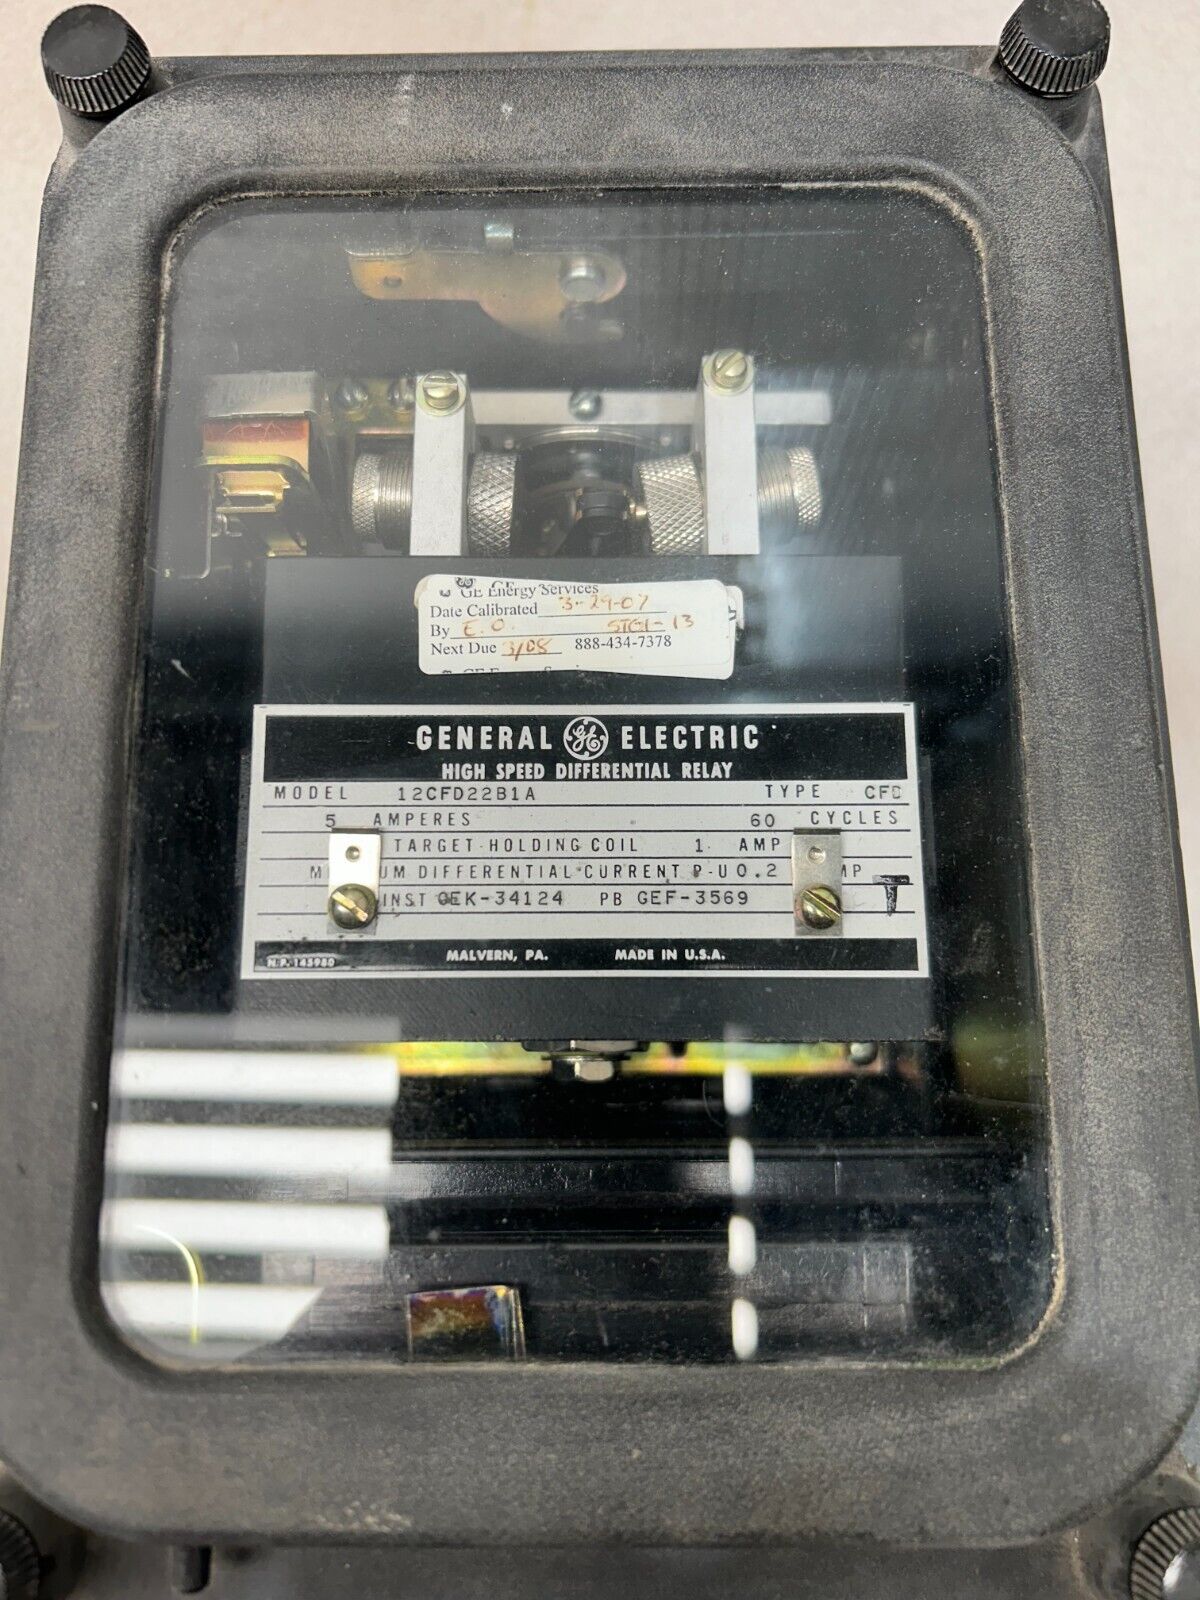 GE Energy Services
Date Calibrated 3-29-07
By E.O. STG1-13
Next Due 3/08 888-434-7378
GENERAL GE ELECTRIC
HIGH SPEED DIFFERENTIAL RELAY
MODEL 12CFD22B1A TYPE CFD
5 AMPERES 60 CYCLES
TARGET-HOLDING COIL 1 AMP
DIFFERENTIAL CURRENT P-U 0.2
INST GEK-34124 PB GEF-3569
T
N.P. 145980 MALVERN, PA. MADE IN U.S.A.